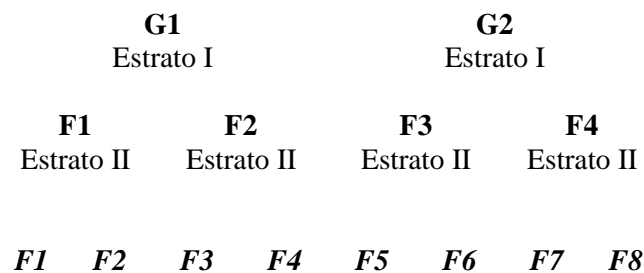 G1 G2
Estrato I Estrato I
F1 F2 F3 F4
Estrato II Estrato II Estrato II Estrato II
F1 F2 F3 F4 F5 F6 F7 F8